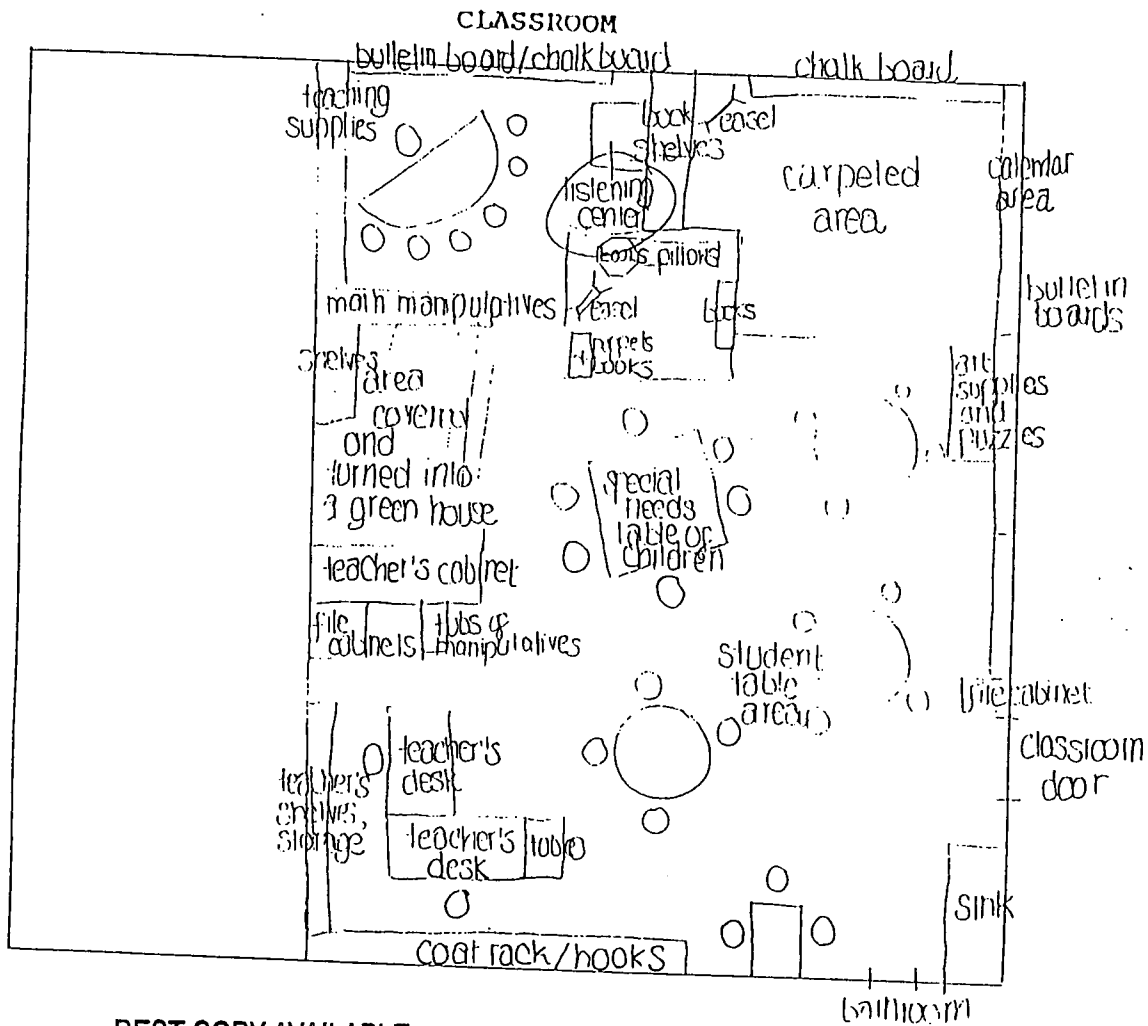 CLASSROOM
bulletin board/chalkboard
chalk board
teaching
supplies
book
shelves
easel
carpeted
area
calendar
area
listening
center
pillows
math manipulatives
easel
books
bulletin
boards
shelves
puppets
books
area
covered
and
turned into
a green house
art
supplies
and
puzzles
special
needs
table of
children
teacher's cabinet
file
cabinets
tubs of
manipulatives
student
table
area
file cabinet
classroom
door
teacher's
desk
teacher's
shelves,
storage
teacher's
desk
table
sink
coat rack/hooks
bathroom
BEST COPY AVAILABLE